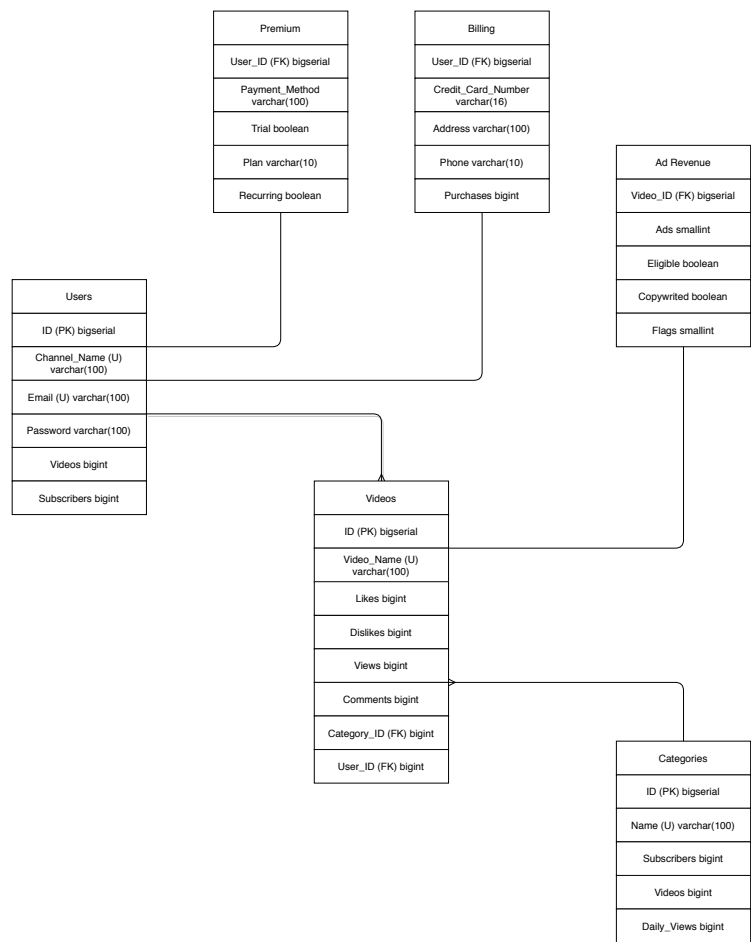 Premium
User_ID (FK) bigserial
Payment_Method
varchar(100)
Trial boolean
Plan varchar(10)
Recurring boolean
Billing
User_ID (FK) bigserial
Credit_Card_Number
varchar(16)
Address varchar(100)
Phone varchar(10)
Purchases bigint
Ad Revenue
Video_ID (FK) bigserial
Ads smallint
Eligible boolean
Copywrited boolean
Flags smallint
Users
ID (PK) bigserial
Channel_Name (U)
varchar(100)
Email (U) varchar(100)
Password varchar(100)
Videos bigint
Subscribers bigint
Videos
ID (PK) bigserial
Video_Name (U)
varchar(100)
Likes bigint
Dislikes bigint
Views bigint
Comments bigint
Category_ID (FK) bigint
User_ID (FK) bigint
Categories
ID (PK) bigserial
Name (U) varchar(100)
Subscribers bigint
Videos bigint
Daily_Views bigint